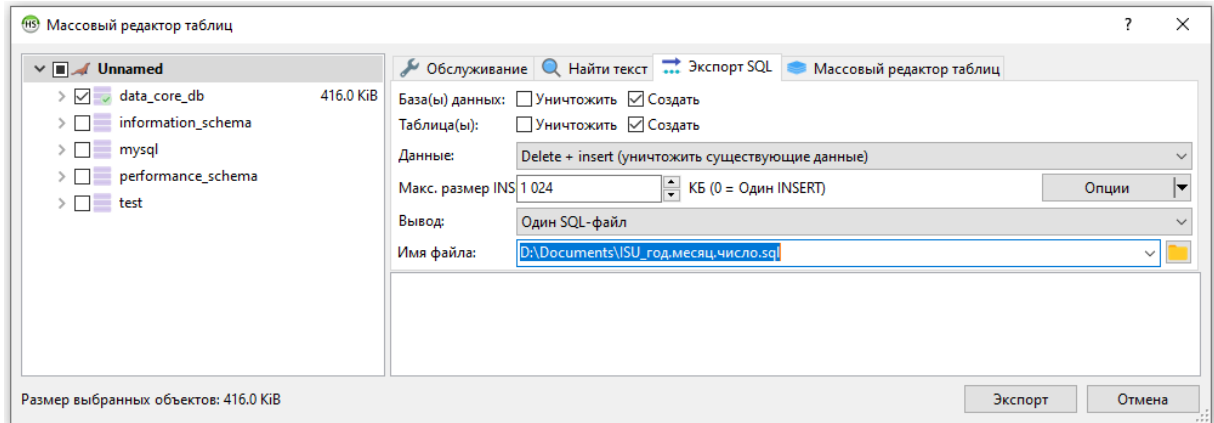 Массовый редактор таблиц
?
Unnamed
data_core_db 416.0 KiB
information_schema
mysql
performance_schema
test
Обслуживание Найти текст Экспорт SQL Массовый редактор таблиц
База(ы) данных: Уничтожить Создать
Таблица(ы): Уничтожить Создать
Данные: Delete + insert (уничтожить существующие данные)
Макс. размер INS 1 024 КБ (0 = Один INSERT) Опции
Вывод: Один SQL-файл
Имя файла: D:\Documents\ISU_год.месяц.число.sql
Размер выбранных объектов: 416.0 KiB
Экспорт Отмена